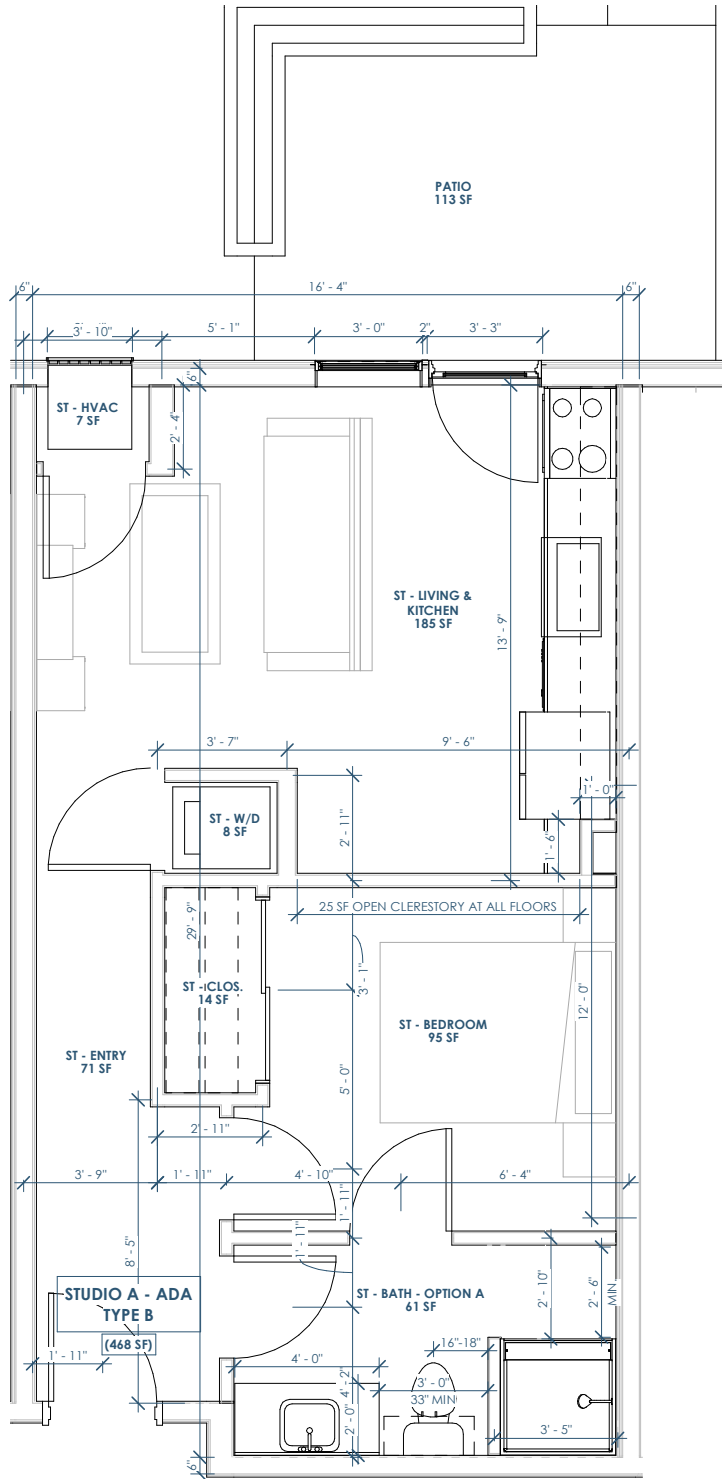 PATIO
113 SF
6"
16' - 4"
6"
3' - 10"
5' - 1"
3' - 0"
2"
3' - 3"
6"
ST - HVAC
7 SF
2' - 4"
ST - LIVING &
KITCHEN
185 SF
13' - 9"
3' - 7"
9' - 6"
1' - 0"
ST - W/D
8 SF
2' - 11"
1' - 6"
25 SF OPEN CLERESTORY AT ALL FLOORS
29' - 9"
3' - 1"
12' - 0"
ST - CLOS.
14 SF
ST - BEDROOM
95 SF
ST - ENTRY
71 SF
5' - 0"
2' - 11"
3' - 9"
1' - 11"
4' - 10"
6' - 4"
1' - 11"
1' - 11"
8' - 5"
STUDIO A - ADA
TYPE B
(468 SF)
ST - BATH - OPTION A
61 SF
2' - 10"
2' - 6"
MIN
1' - 11"
16"-18"
4' - 0"
4' - 2"
3' - 0"
33" MIN
2' - 0"
3' - 5"
6"